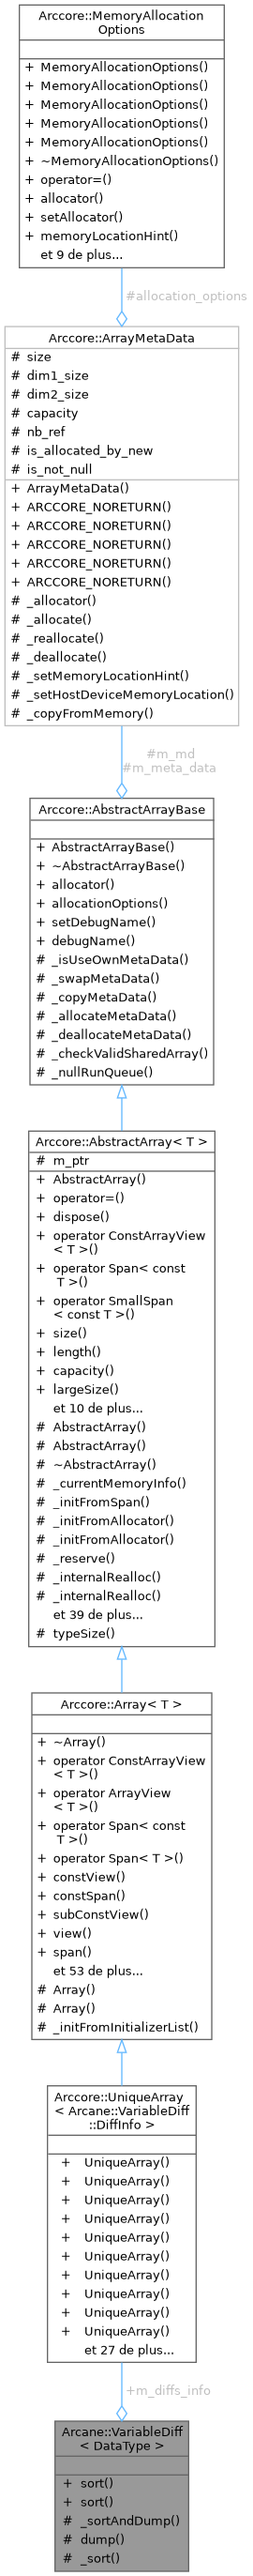 Arccore::MemoryAllocation
Options
+ MemoryAllocationOptions()
+ MemoryAllocationOptions()
+ MemoryAllocationOptions()
+ MemoryAllocationOptions()
+ MemoryAllocationOptions()
+ ~MemoryAllocationOptions()
+ operator=()
+ allocator()
+ setAllocator()
+ memoryLocationHint()
et 9 de plus...
#allocation_options
Arccore::ArrayMetaData
# size
# dim1_size
# dim2_size
# capacity
# nb_ref
# is_allocated_by_new
# is_not_null
+ ArrayMetaData()
+ ARCCORE_NORETURN()
+ ARCCORE_NORETURN()
+ ARCCORE_NORETURN()
+ ARCCORE_NORETURN()
+ ARCCORE_NORETURN()
# _allocator()
# _allocate()
# _reallocate()
# _deallocate()
# _setMemoryLocationHint()
# _setHostDeviceMemoryLocation()
# _copyFromMemory()
#m_md
#m_meta_data
Arccore::AbstractArrayBase
+ AbstractArrayBase()
+ ~AbstractArrayBase()
+ allocator()
+ allocationOptions()
+ setDebugName()
+ debugName()
# _isUseOwnMetaData()
# _swapMetaData()
# _copyMetaData()
# _allocateMetaData()
# _deallocateMetaData()
# _checkValidSharedArray()
# _nullRunQueue()
Arccore::AbstractArray< T >
# m_ptr
+ AbstractArray()
+ operator=()
+ dispose()
+ operator ConstArrayView
< T >()
+ operator Span< const
T >()
+ operator SmallSpan
< const T >()
+ size()
+ length()
+ capacity()
+ largeSize()
et 10 de plus...
# AbstractArray()
# AbstractArray()
# ~AbstractArray()
# _currentMemoryInfo()
# _initFromSpan()
# _initFromAllocator()
# _initFromAllocator()
# _reserve()
# _internalRealloc()
# _internalRealloc()
et 39 de plus...
# typeSize()
Arccore::Array< T >
+ ~Array()
+ operator ConstArrayView
< T >()
+ operator ArrayView
< T >()
+ operator Span< const
T >()
+ operator Span< T >()
+ constView()
+ constSpan()
+ subConstView()
+ view()
+ span()
et 53 de plus...
# Array()
# Array()
# _initFromInitializerList()
Arccore::UniqueArray
< Arcane::VariableDiff
::DiffInfo >
+ UniqueArray()
+ UniqueArray()
+ UniqueArray()
+ UniqueArray()
+ UniqueArray()
+ UniqueArray()
+ UniqueArray()
+ UniqueArray()
+ UniqueArray()
+ UniqueArray()
et 27 de plus...
+m_diffs_info
Arcane::VariableDiff
< DataType >
+ sort()
+ sort()
# _sortAndDump()
# dump()
# _sort()